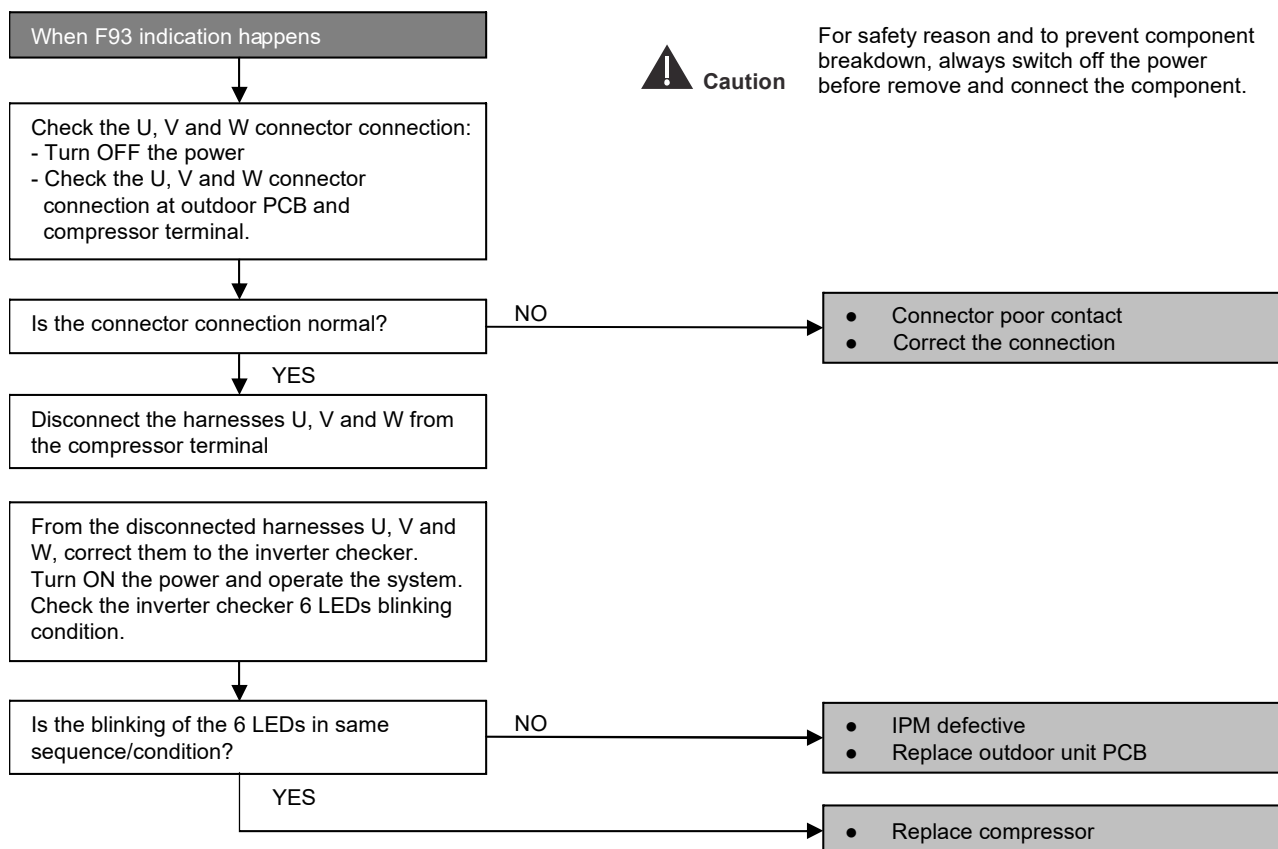 When F93 indication happens
Caution
For safety reason and to prevent component
breakdown, always switch off the power
before remove and connect the component.
Check the U, V and W connector connection:
- Turn OFF the power
- Check the U, V and W connector
connection at outdoor PCB and
compressor terminal.
Is the connector connection normal?
NO
● Connector poor contact
● Correct the connection
YES
Disconnect the harnesses U, V and W from
the compressor terminal
From the disconnected harnesses U, V and
W, correct them to the inverter checker.
Turn ON the power and operate the system.
Check the inverter checker 6 LEDs blinking
condition.
Is the blinking of the 6 LEDs in same
sequence/condition?
NO
● IPM defective
● Replace outdoor unit PCB
YES
● Replace compressor